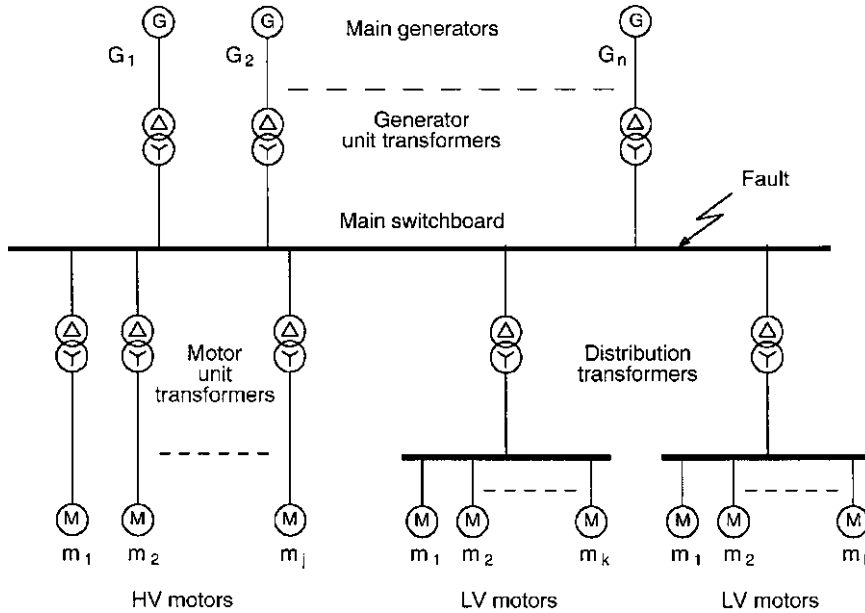 G G G
G1 G2 Main generators Gn
Generator
unit transformers
Fault
Main switchboard
Motor
unit
transformers
Distribution
transformers
M M M M M M M M
m1 m2 mj m1 m2 mk m1 m2
HV motors LV motors LV motors